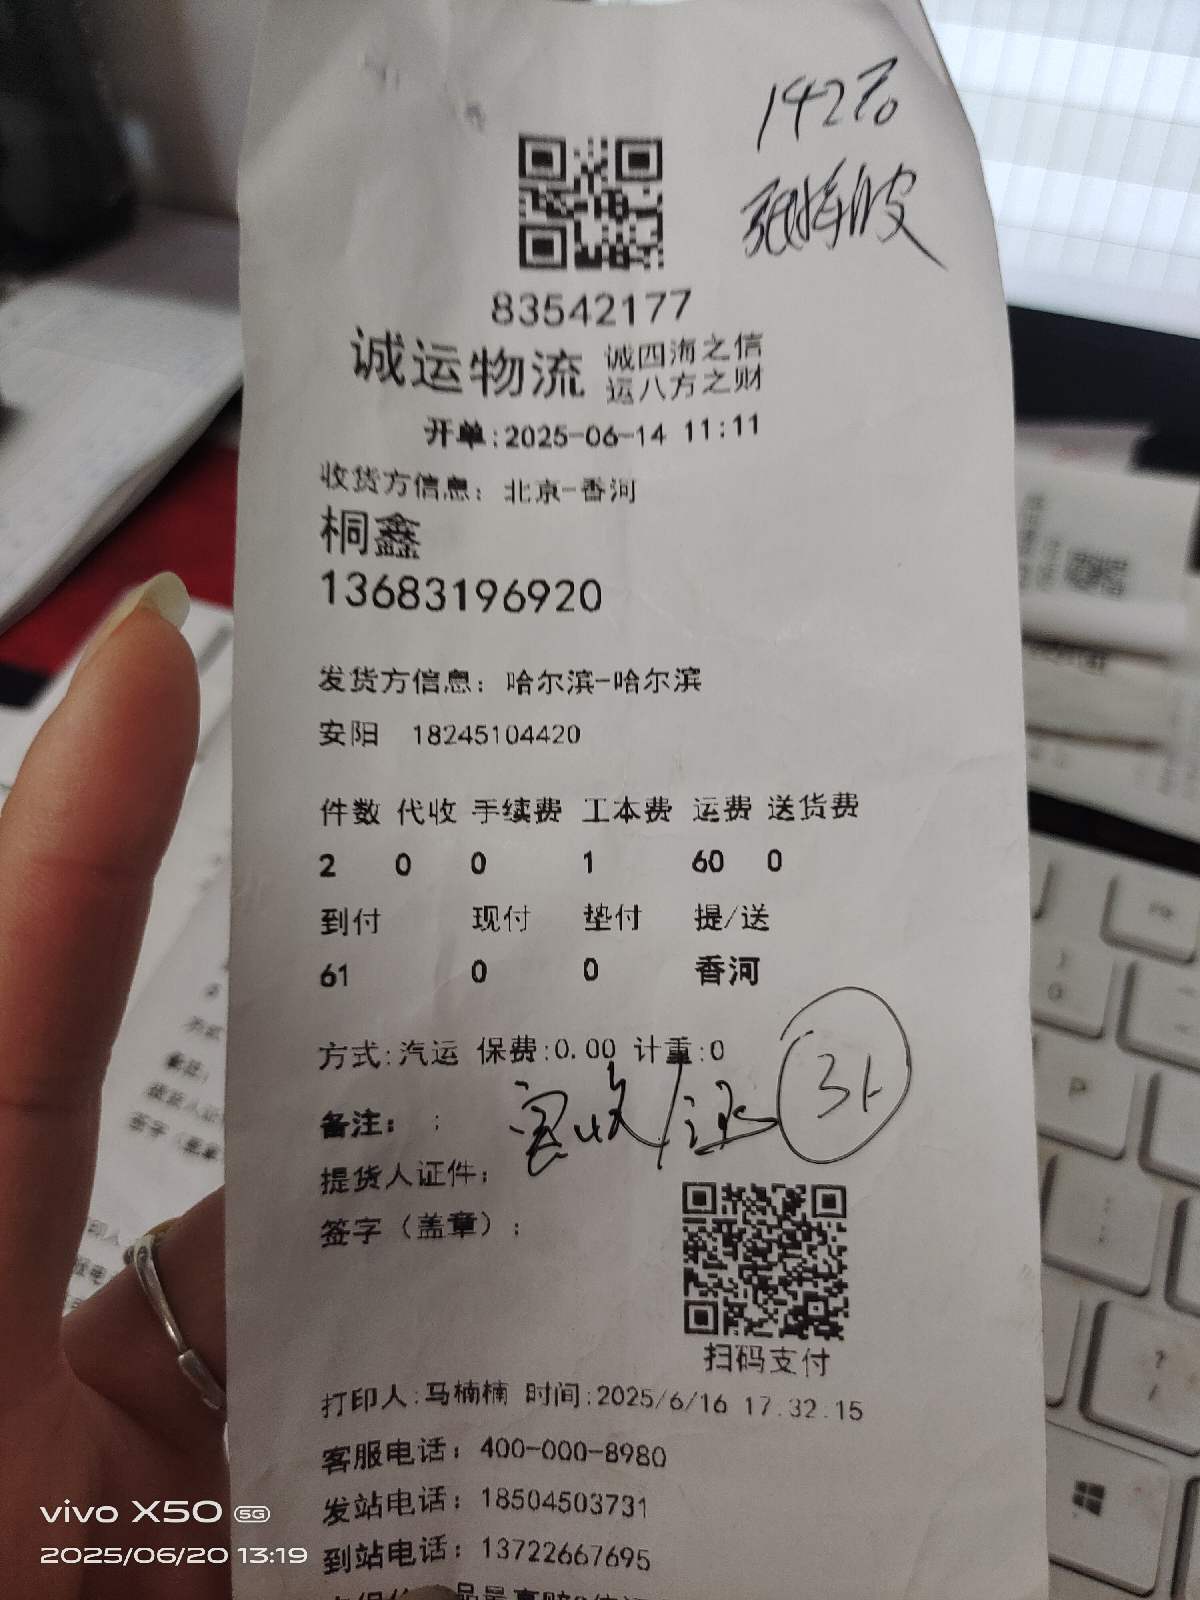 83542177
诚运物流 诚四海之信
运八方之财
开单:2025-06-14 11:11
收货方信息：北京-香河
桐鑫
13683196920
发货方信息：哈尔滨-哈尔滨
安阳 18245104420
件数 代收 手续费 工本费 运费 送货费
2 0 0 1 60 0
到付 现付 垫付 提/送
61 0 0 香河
方式:汽运 保费:0.00 计重:0
备注： ;
提货人证件：
签字（盖章）：
扫码支付
打印人:马楠楠 时间:2025/6/16 17.32.15
客服电话：400-000-8980
发站电话：18504503731
到站电话：13722667695
vivo X50 5G
2025/06/20 13:19